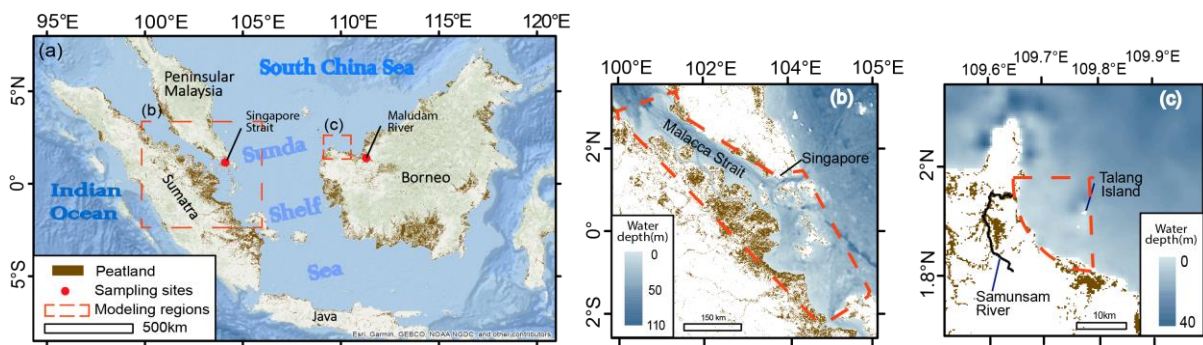 95°E 100°E 105°E 110°E 115°E 120°E
(a)
South China Sea
Peninsular
Malaysia
5°N
(b)
Singapore
Strait
(c)
Maludam
River
Sunda
0°
Borneo
Sumatra
Indian
Ocean
Shelf
Sea
5°S
Peatland
Sampling sites
Modeling regions
500km
Java
Esri, Garmin, GEBCO, NOAA NGDC, and other contributors
100°E 102°E 104°E 105°E
(b)
Malacca Strait
Singapore
2°N
0°
2°S
Water
depth(m)
0
50
110
150 km
109.6°E 109.7°E 109.8°E 109.9°E
(c)
2°N
Talang
Island
Water
depth(m)
0
40
1.8°N
Samunsam
River
10km